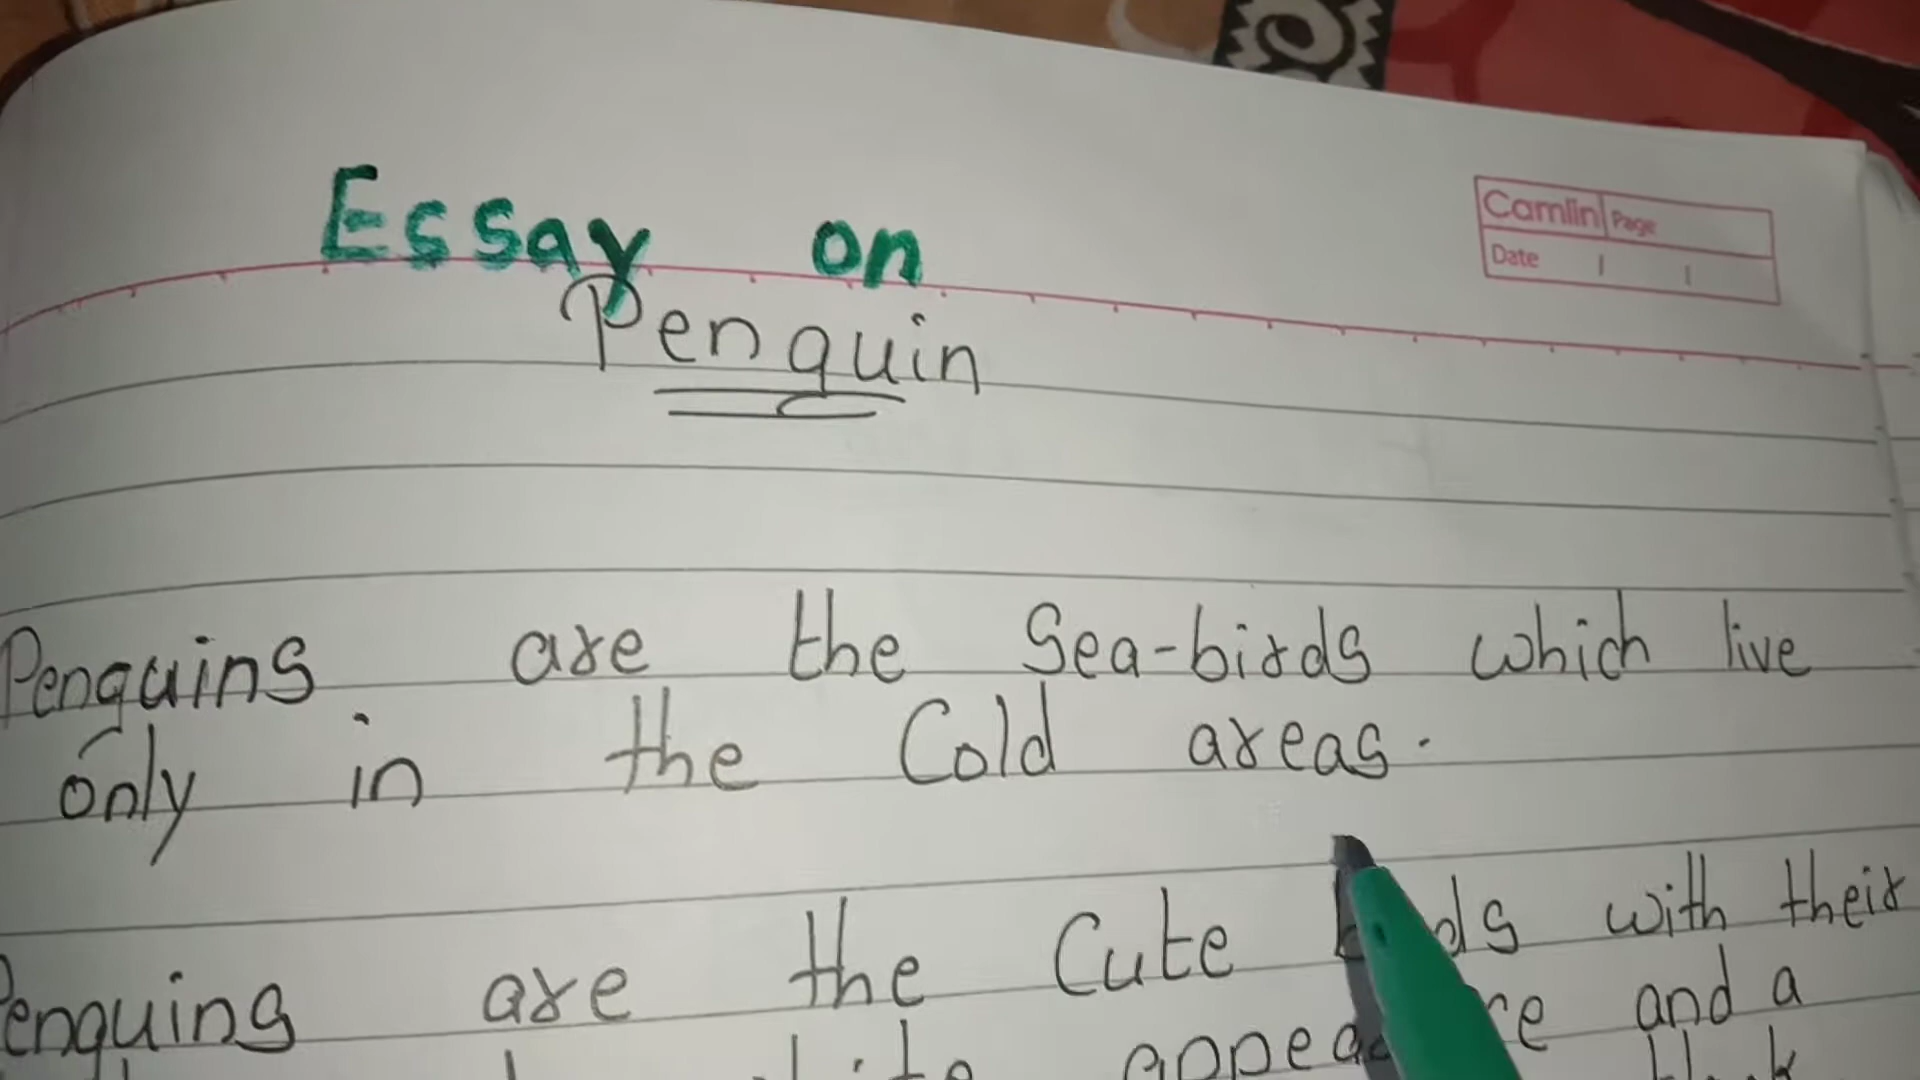 Essay on
Penguin
Camlin Page
Date
Penguins are the Sea-birds which live
only in the Cold areas.
Penguins are the Cute with their
and a